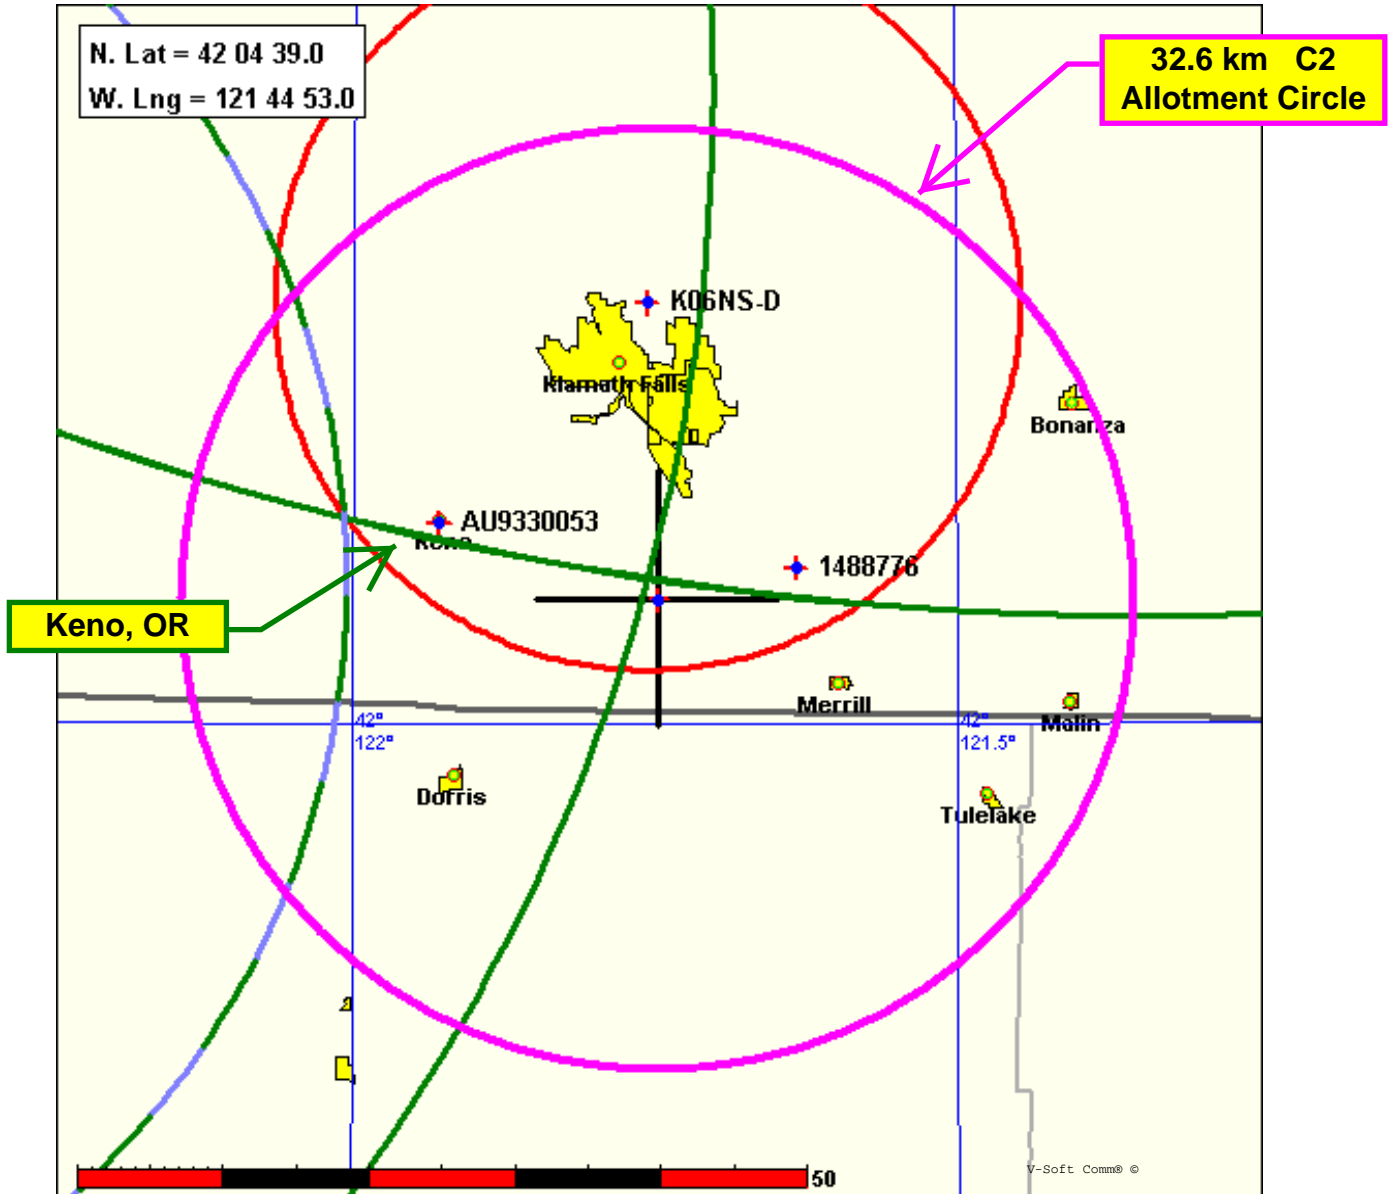 N. Lat = 42 04 39.0
W. Lng = 121 44 53.0
32.6 km C2
Allotment Circle
K06NS-D
Klamath Falls
Bonanza
AU9330053
Keno
1488776
Keno, OR
Merrill
Malin
42°
122°
42°
121.5°
Dorris
Tulelake
50
V-Soft Comm® ©